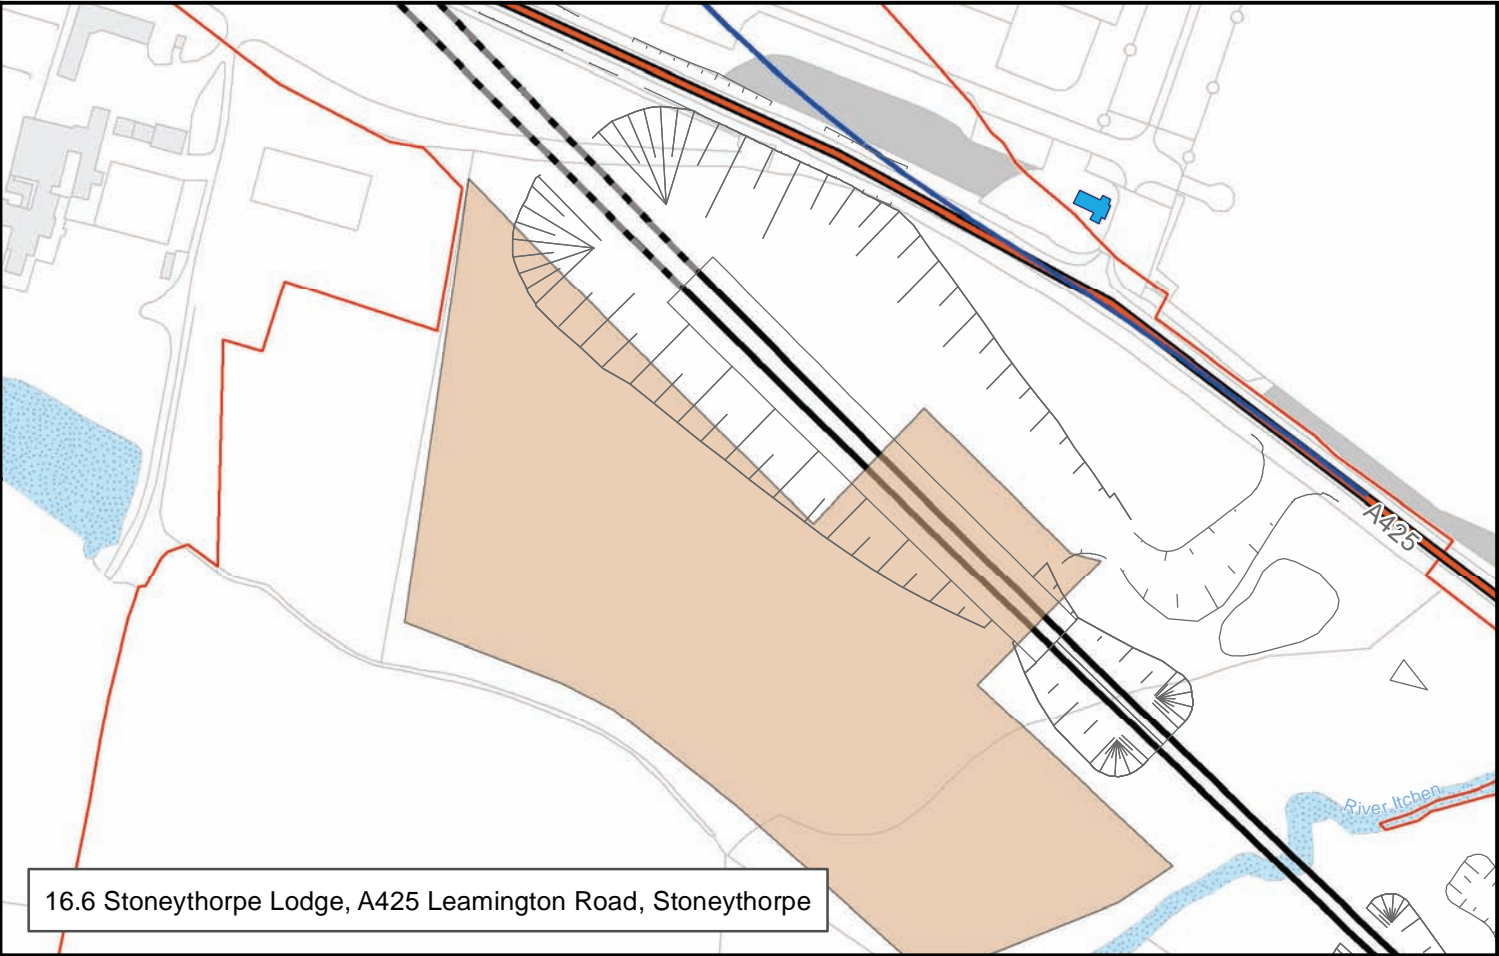 A425
River Itchen
16.6 Stoneythorpe Lodge, A425 Leamington Road, Stoneythorpe